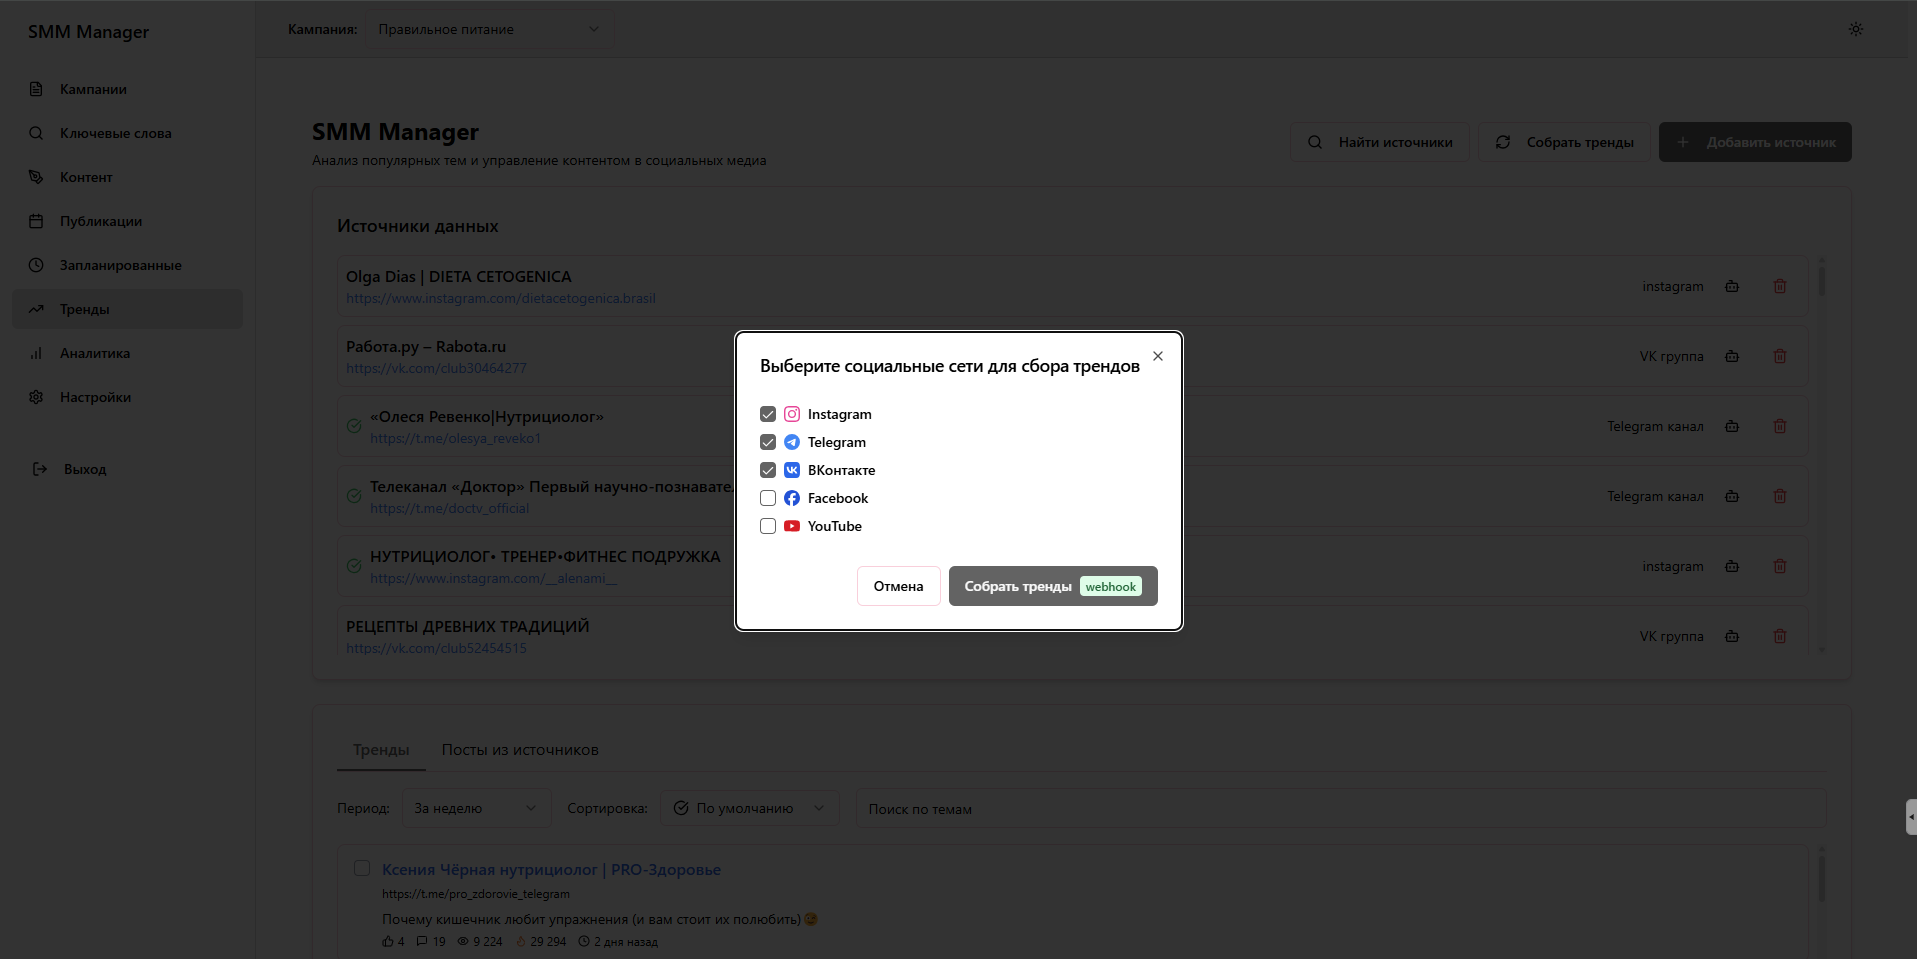 SMM Manager
Кампания:
Правильное питание
Кампании
Ключевые слова
Контент
Публикации
Запланированные
Тренды
Аналитика
Настройки
Выход
SMM Manager
Анализ популярных тем и управление контентом в социальных медиа
Найти источники
Собрать тренды
Добавить источник
Источники данных
Olga Dias | DIETA CETOGENICA
https://www.instagram.com/dietacetogenica.brasil
instagram
Работа.ру – Rabota.ru
https://vk.com/club30464277
VK группа
«Олеся Ревенко|Нутрициолог»
https://t.me/olesya_reveko1
Telegram канал
Телеканал «Доктор» Первый научно-познавател
https://t.me/doctv_official
Telegram канал
НУТРИЦИОЛОГ• ТРЕНЕР•ФИТНЕС ПОДРУЖКА
https://www.instagram.com/__alenami__
instagram
РЕЦЕПТЫ ДРЕВНИХ ТРАДИЦИЙ
https://vk.com/club52454515
VK группа
Выберите социальные сети для сбора трендов
Instagram
Telegram
ВКонтакте
Facebook
YouTube
Отмена
Собрать тренды webhook
Тренды
Посты из источников
Период:
За неделю
Сортировка:
По умолчанию
Поиск по темам
Ксения Чёрная нутрициолог | PRO-Здоровье
https://t.me/pro_zdorovie_telegram
Почему кишечник любит упражнения (и вам стоит их полюбить)😉
4 19 9 224 29 294 2 дня назад